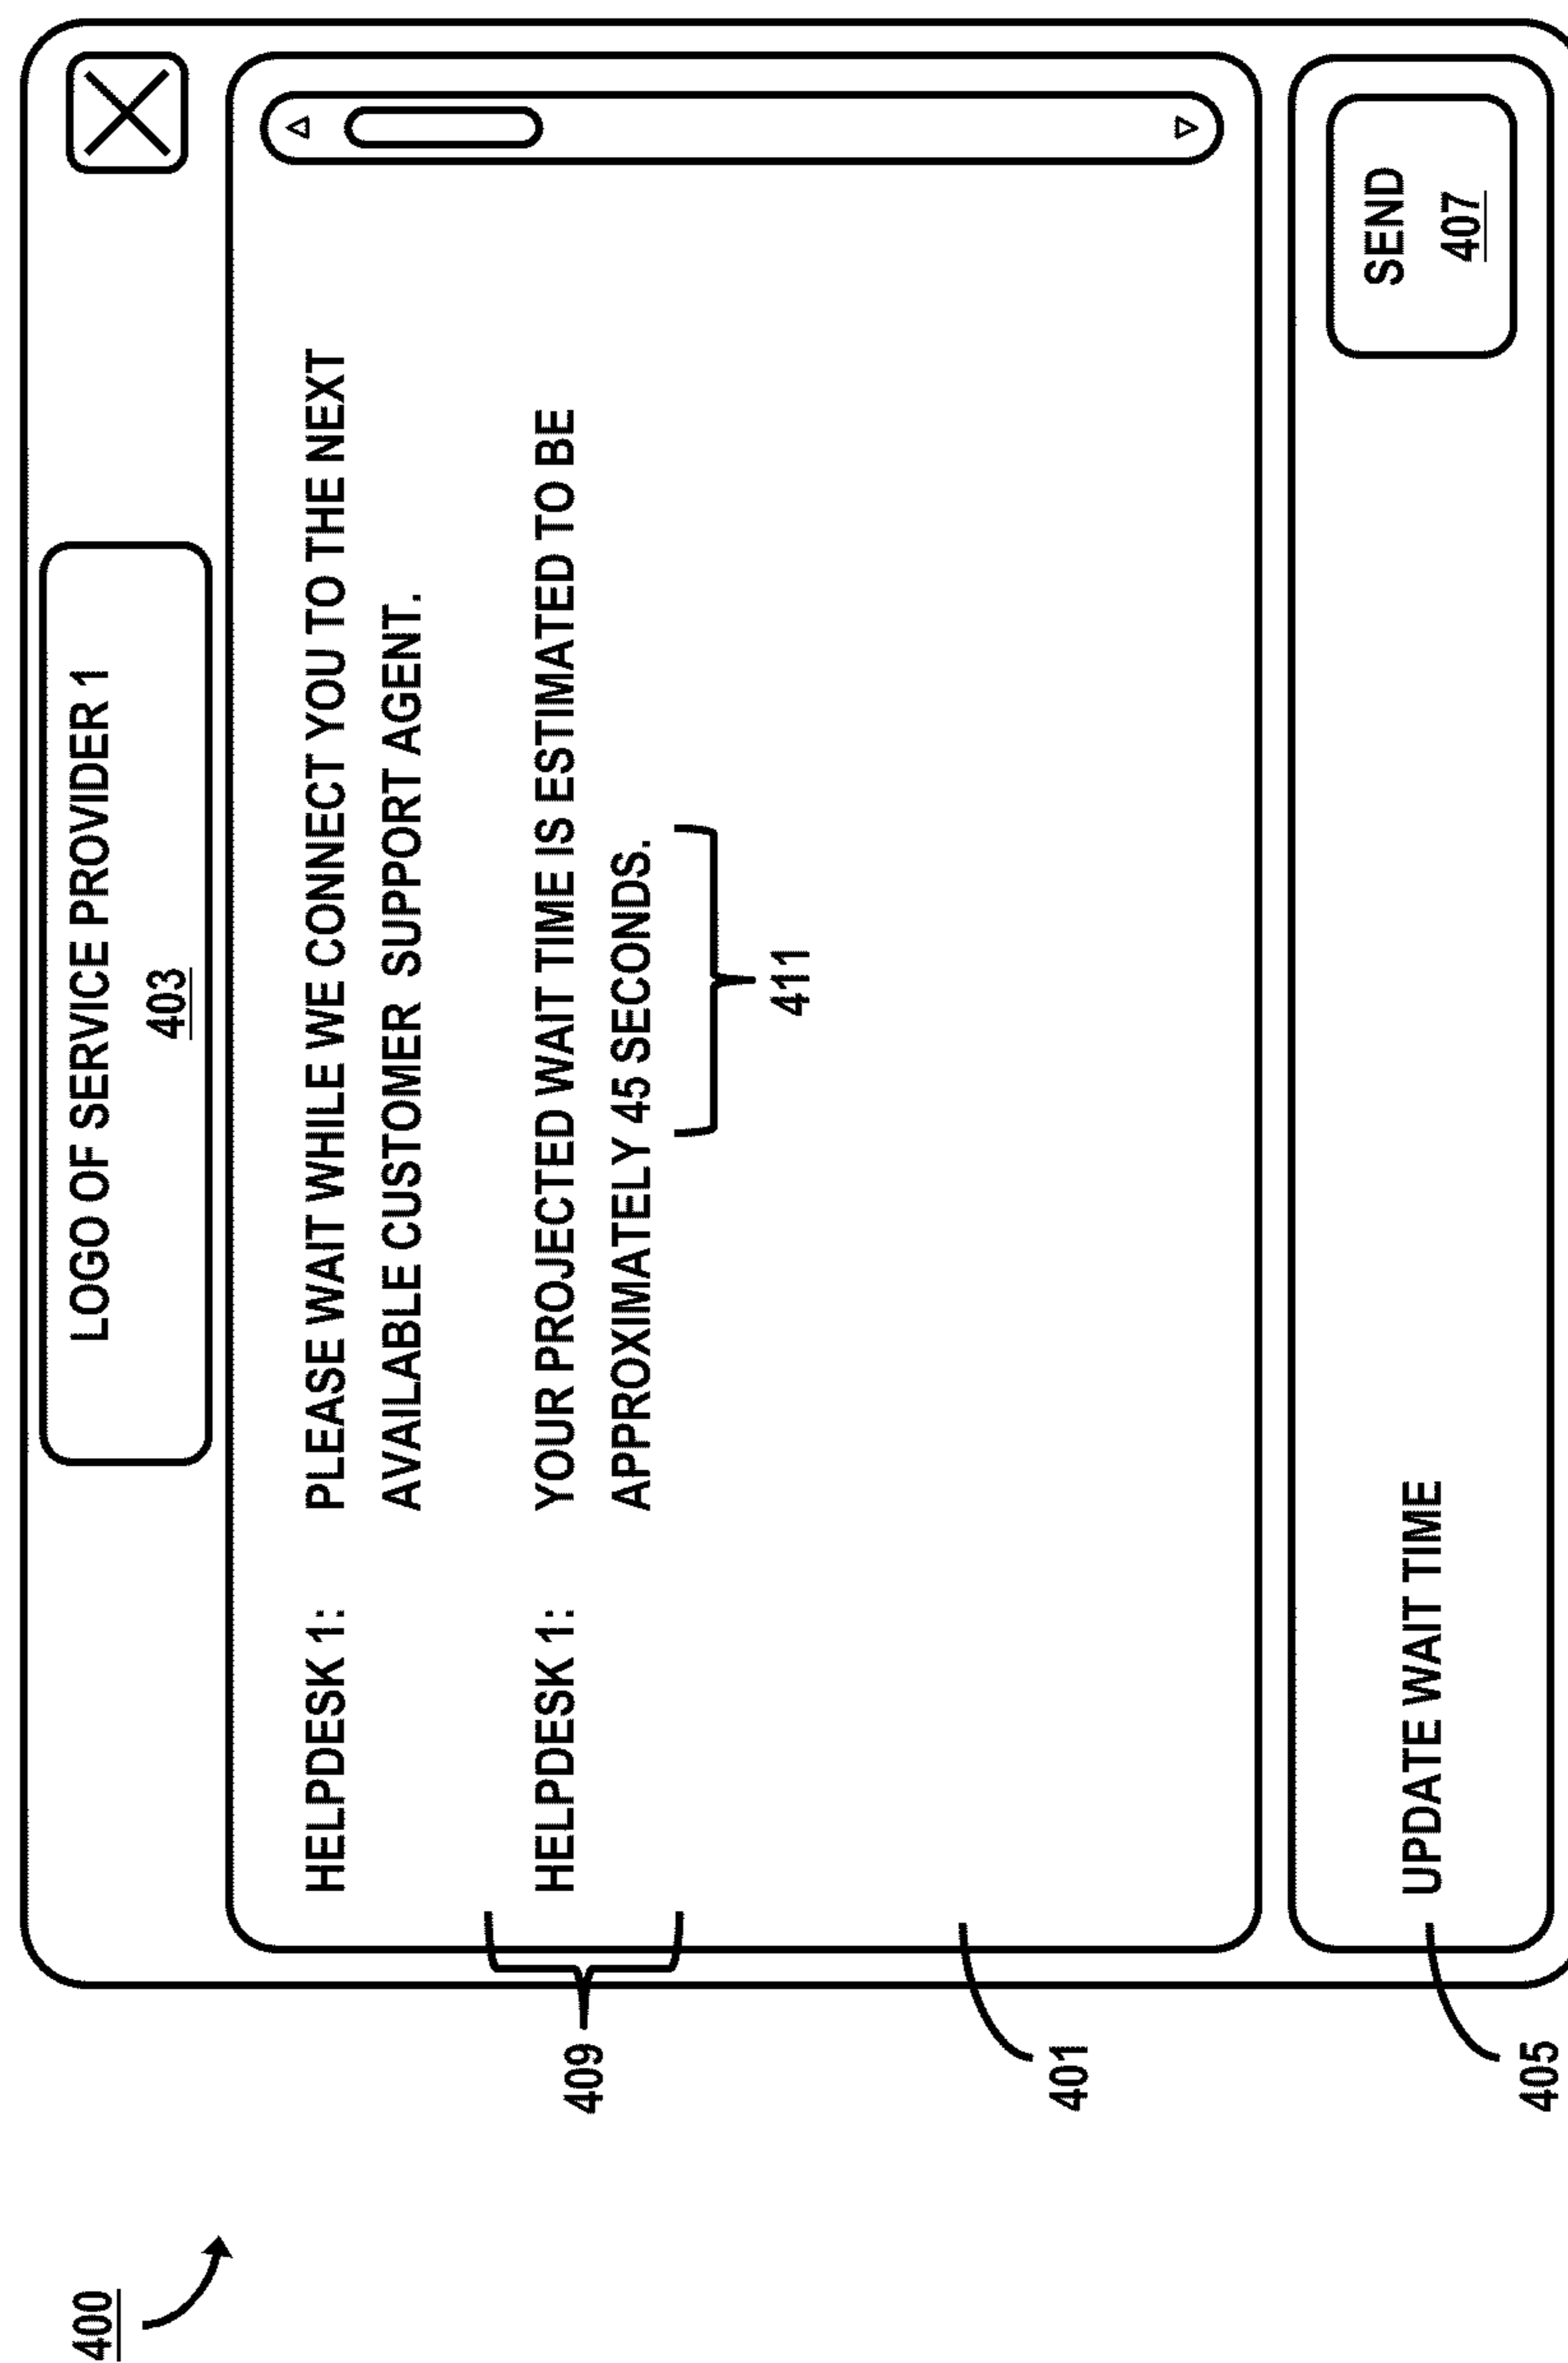 400
LOGO OF SERVICE PROVIDER 1
403
HELPDESK 1: PLEASE WAIT WHILE WE CONNECT YOU TO THE NEXT
AVAILABLE CUSTOMER SUPPORT AGENT.
409
HELPDESK 1: YOUR PROJECTED WAIT TIME IS ESTIMATED TO BE
APPROXIMATELY 45 SECONDS.
411
401
UPDATE WAIT TIME
SEND
407
405